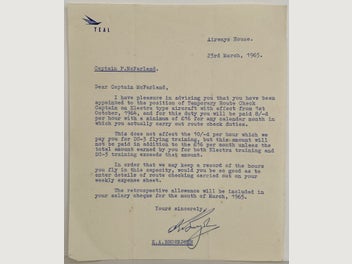 TEAL
Airways House.
23rd March, 1965.
Captain P.McFarland.
Dear Captain McFarland,
I have pleasure in advising you that you have been
appointed to the position of Temporary Route Check
Captain on Electra type aircraft with effect from 1st
October, 1964, and for this duty you will be paid 8/-d
per hour with a minimum of £16 for any calendar month in
which you actually carry out route check duties.
This does not affect the 10/-d per hour which we
pay you for DC-3 flying training, but this amount will
not be paid in addition to the £16 per month unless the
total amount earned by you for both Electra training and
DC-3 training exceeds that amount.
In order that we may keep a record of the hours
you fly in this capacity, would you be so good as to
enter details of route checking carried out on your
weekly expense sheet.
The retrospective allowance will be included in
your salary cheque for the month of March, 1965.
Yours sincerely,